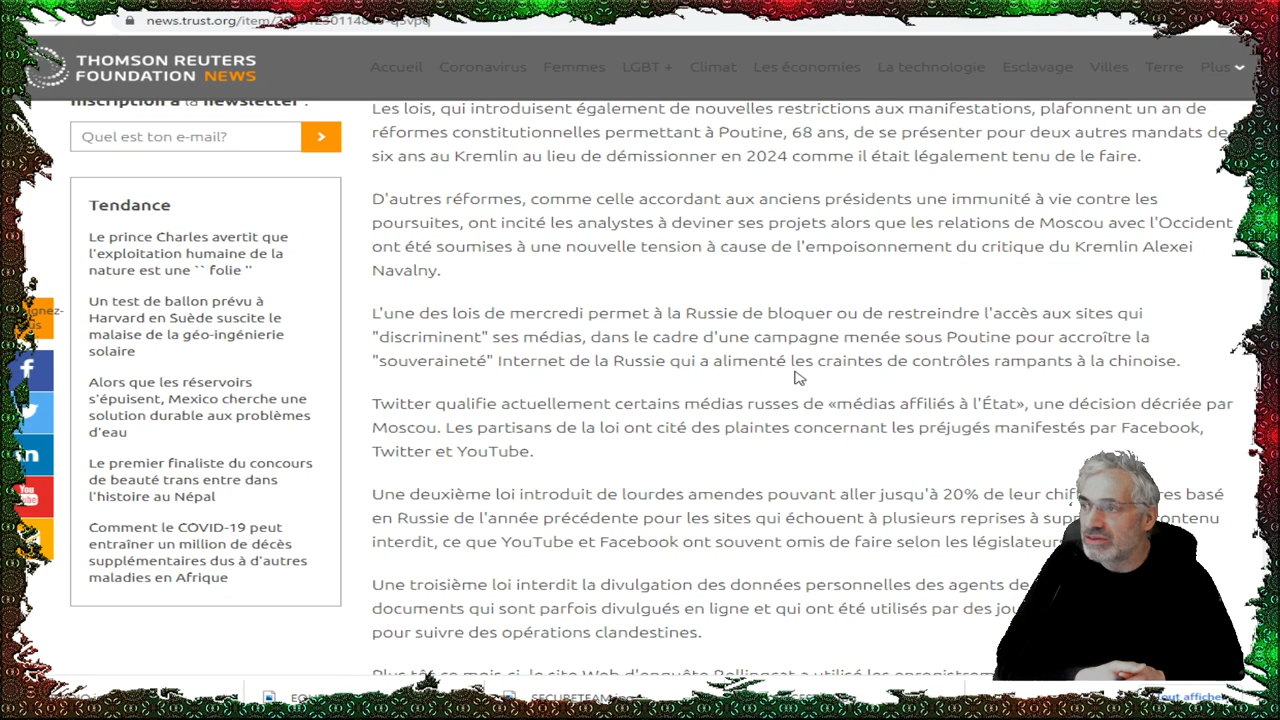 news.trust.org/item/
THOMSON REUTERS
FOUNDATION NEWS
Accueil Coronavirus Femmes LGBT + Climat Les économies La technologie Esclavage Villes Terre Plus
Inscription à la newsletter :
Quel est ton e-mail?
Tendance
Le prince Charles avertit que
l'exploitation humaine de la
nature est une `` folie ''
Un test de ballon prévu à
Harvard en Suède suscite le
malaise de la géo-ingénierie
solaire
Alors que les réservoirs
s'épuisent, Mexico cherche une
solution durable aux problèmes
d'eau
Le premier finaliste du concours
de beauté trans entre dans
l'histoire au Népal
Comment le COVID-19 peut
entraîner un million de décès
supplémentaires dus à d'autres
maladies en Afrique
Les lois, qui introduisent également de nouvelles restrictions aux manifestations, plafonnent un an de
réformes constitutionnelles permettant à Poutine, 68 ans, de se présenter pour deux autres mandats de
six ans au Kremlin au lieu de démissionner en 2024 comme il était légalement tenu de le faire.
D'autres réformes, comme celle accordant aux anciens présidents une immunité à vie contre les
poursuites, ont incité les analystes à deviner ses projets alors que les relations de Moscou avec l'Occident
ont été soumises à une nouvelle tension à cause de l'empoisonnement du critique du Kremlin Alexei
Navalny.
L'une des lois de mercredi permet à la Russie de bloquer ou de restreindre l'accès aux sites qui
"discriminent" ses médias, dans le cadre d'une campagne menée sous Poutine pour accroître la
"souveraineté" Internet de la Russie qui a alimenté les craintes de contrôles rampants à la chinoise.
Twitter qualifie actuellement certains médias russes de «médias affiliés à l'État», une décision décriée par
Moscou. Les partisans de la loi ont cité des plaintes concernant les préjugés manifestés par Facebook,
Twitter et YouTube.
Une deuxième loi introduit de lourdes amendes pouvant aller jusqu'à 20% de leur basé
en Russie de l'année précédente pour les sites qui échouent à plusieurs reprises à
interdit, ce que YouTube et Facebook ont souvent omis de faire selon les
Une troisième loi interdit la divulgation des données personnelles des agents
documents qui sont parfois divulgués en ligne et qui ont été utilisés par des
pour suivre des opérations clandestines.
Plus tôt ce mois-ci, le site Web d'enquête Bellingcat a utilisé les
SECURETEAM